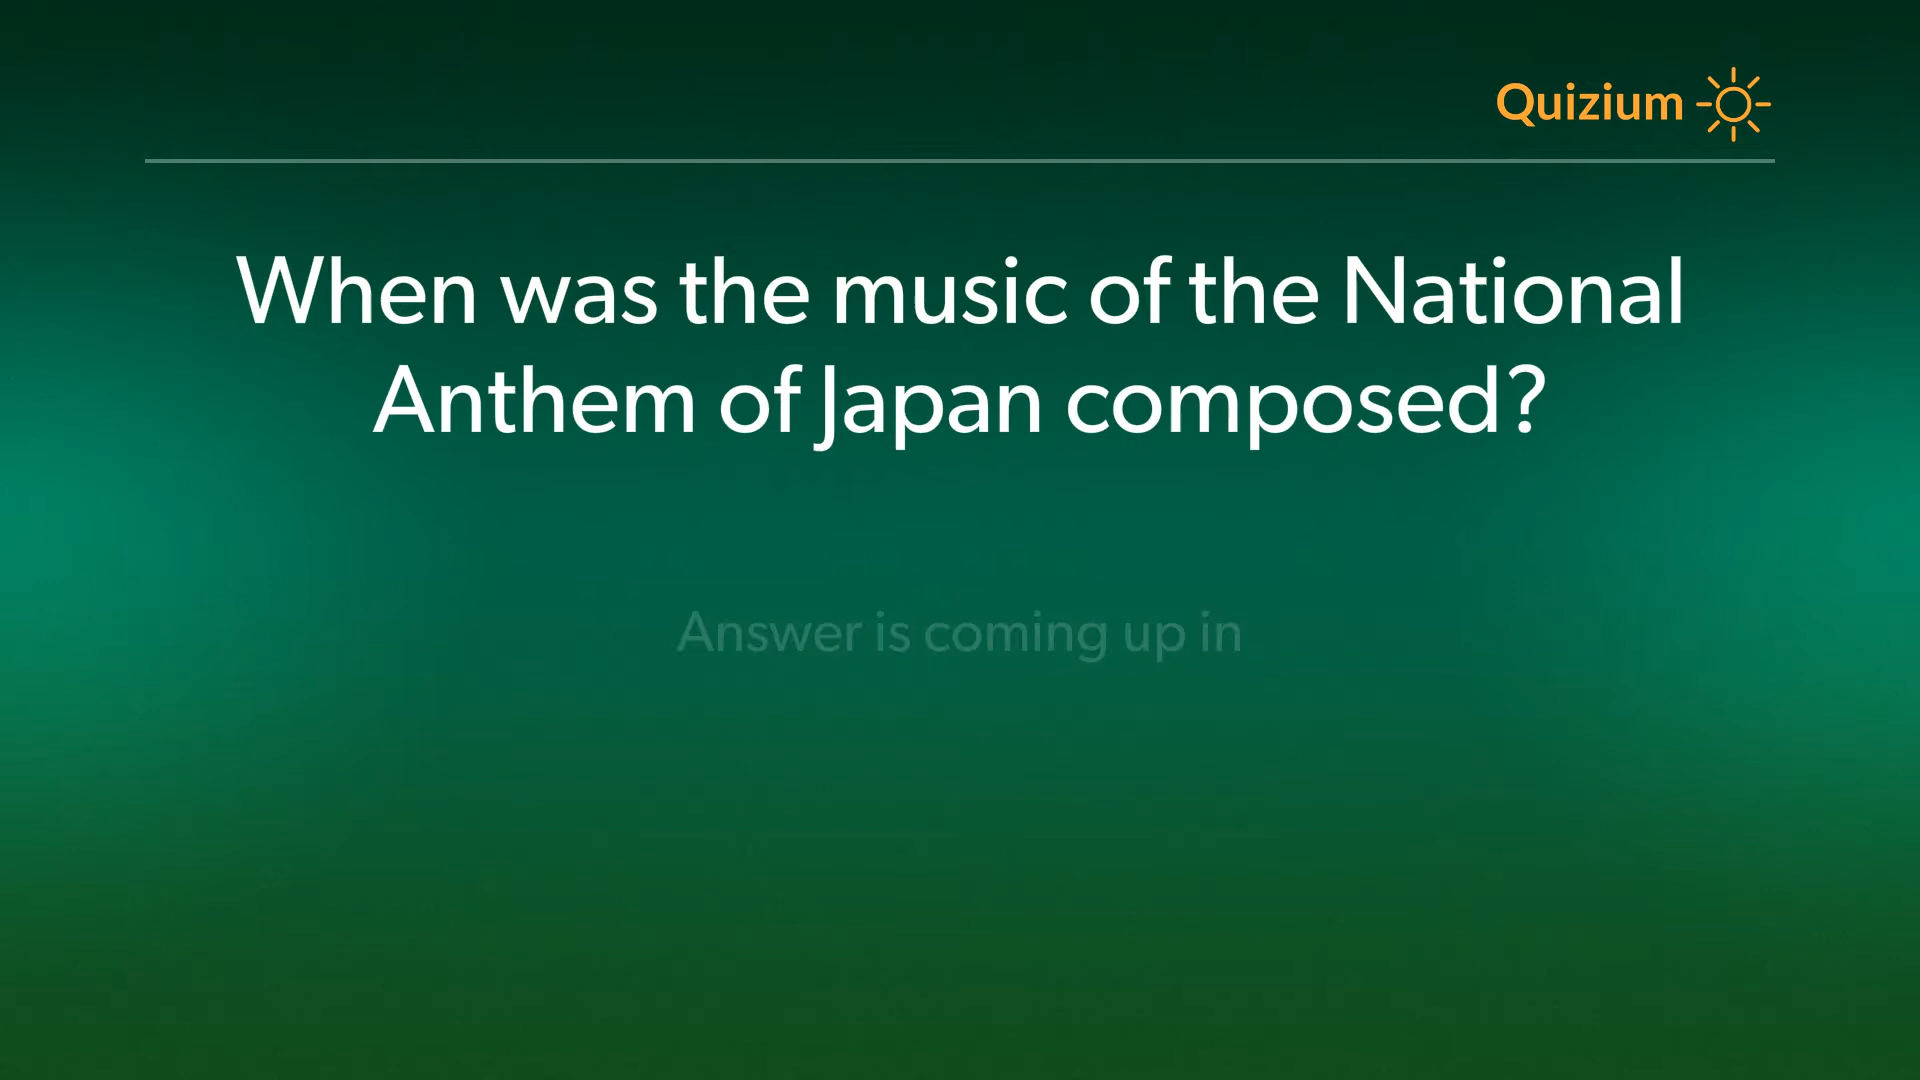 Quizium
When was the music of the National
Anthem of Japan composed?
Answer is coming up in